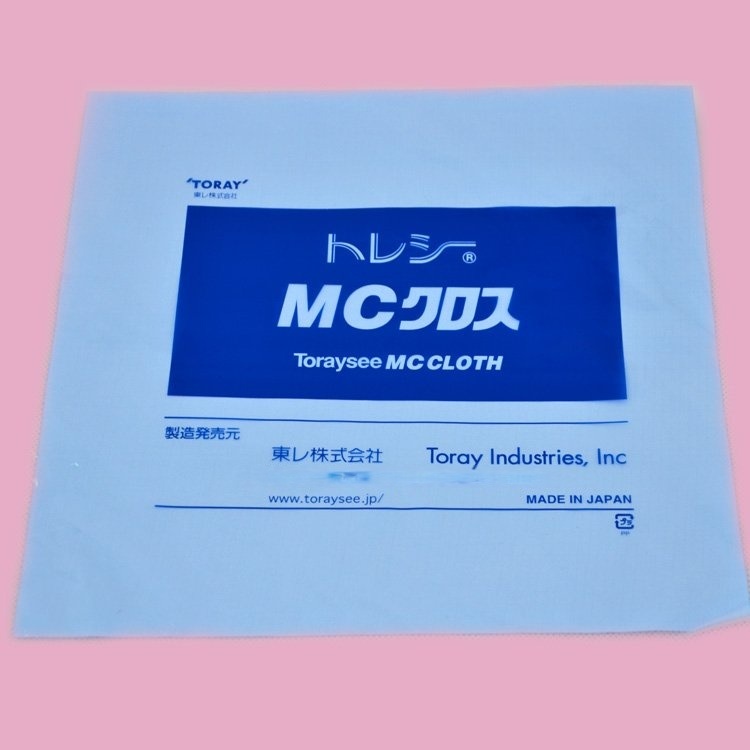 "TORAY"
東レ株式会社
トレシー®
MCクロス
Toraysee MC CLOTH
製造発売元
東レ株式会社 Toray Industries, Inc
www.toraysee.jp/ MADE IN JAPAN
プラ
PP